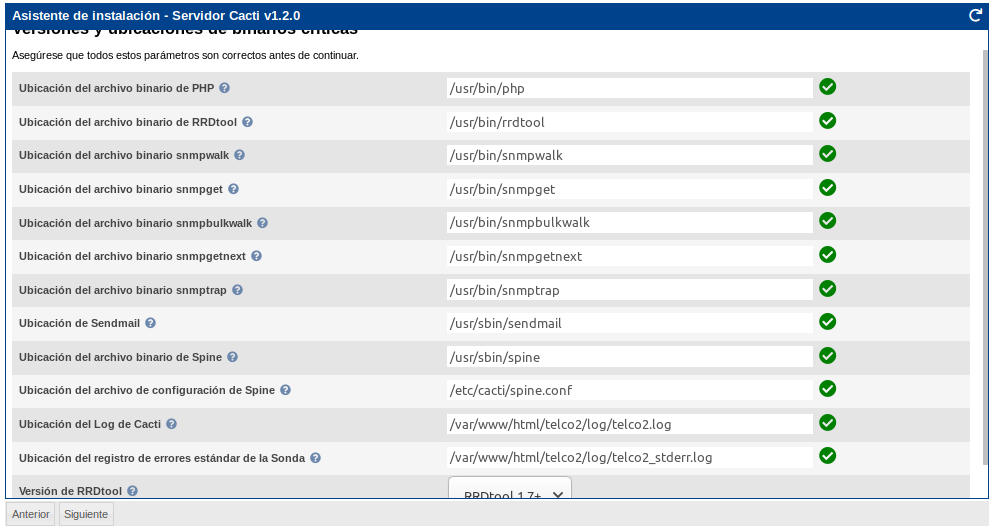 Asistente de instalación - Servidor Cacti v1.2.0
Versiones y ubicaciones de binarios críticas
Asegúrese que todos estos parámetros son correctos antes de continuar.
Ubicación del archivo binario de PHP /usr/bin/php
Ubicación del archivo binario de RRDtool /usr/bin/rrdtool
Ubicación del archivo binario snmpwalk /usr/bin/snmpwalk
Ubicación del archivo binario snmpget /usr/bin/snmpget
Ubicación del archivo binario snmpbulkwalk /usr/bin/snmpbulkwalk
Ubicación del archivo binario snmpgetnext /usr/bin/snmpgetnext
Ubicación del archivo binario snmptrap /usr/bin/snmptrap
Ubicación de Sendmail /usr/sbin/sendmail
Ubicación del archivo binario de Spine /usr/sbin/spine
Ubicación del archivo de configuración de Spine /etc/cacti/spine.conf
Ubicación del Log de Cacti /var/www/html/telco2/log/telco2.log
Ubicación del registro de errores estándar de la Sonda /var/www/html/telco2/log/telco2_stderr.log
Versión de RRDtool RRDtool 1.7+
Anterior Siguiente